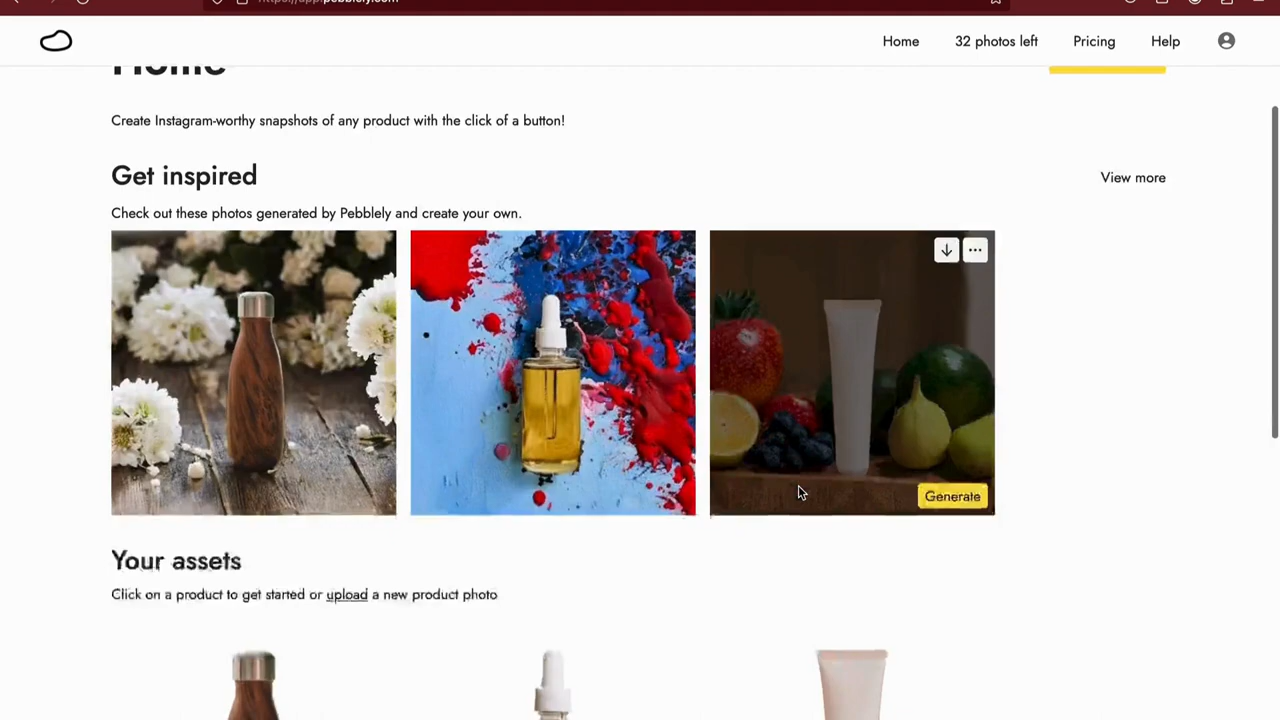 Home
32 photos left
Pricing
Help
Home
Create Instagram-worthy snapshots of any product with the click of a button!
Get inspired
View more
Check out these photos generated by Pebblely and create your own.
Generate
Your assets
Click on a product to get started or upload a new product photo